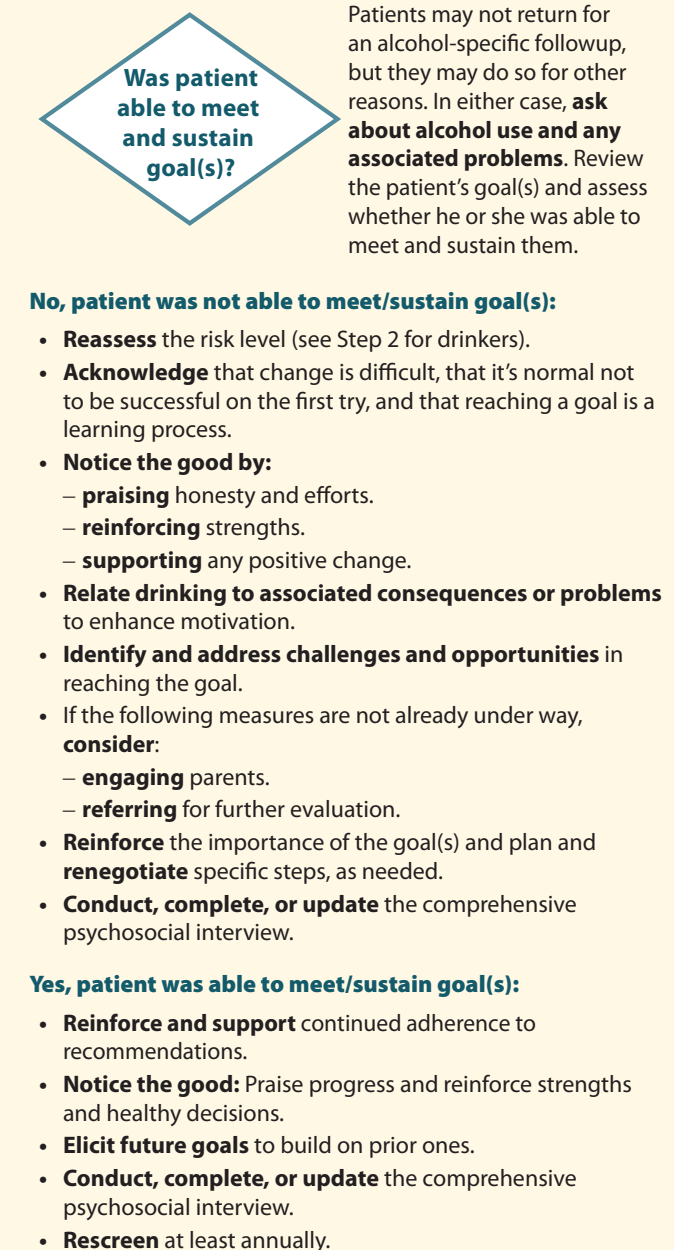 Was patient
able to meet
and sustain
goal(s)?
Patients may not return for
an alcohol-specific followup,
but they may do so for other
reasons. In either case, ask
about alcohol use and any
associated problems. Review
the patient’s goal(s) and assess
whether he or she was able to
meet and sustain them.
No, patient was not able to meet/sustain goal(s):
• Reassess the risk level (see Step 2 for drinkers).
• Acknowledge that change is difficult, that it’s normal not
to be successful on the first try, and that reaching a goal is a
learning process.
• Notice the good by:
– praising honesty and efforts.
– reinforcing strengths.
– supporting any positive change.
• Relate drinking to associated consequences or problems
to enhance motivation.
• Identify and address challenges and opportunities in
reaching the goal.
• If the following measures are not already under way,
consider:
– engaging parents.
– referring for further evaluation.
• Reinforce the importance of the goal(s) and plan and
renegotiate specific steps, as needed.
• Conduct, complete, or update the comprehensive
psychosocial interview.
Yes, patient was able to meet/sustain goal(s):
• Reinforce and support continued adherence to
recommendations.
• Notice the good: Praise progress and reinforce strengths
and healthy decisions.
• Elicit future goals to build on prior ones.
• Conduct, complete, or update the comprehensive
psychosocial interview.
• Rescreen at least annually.